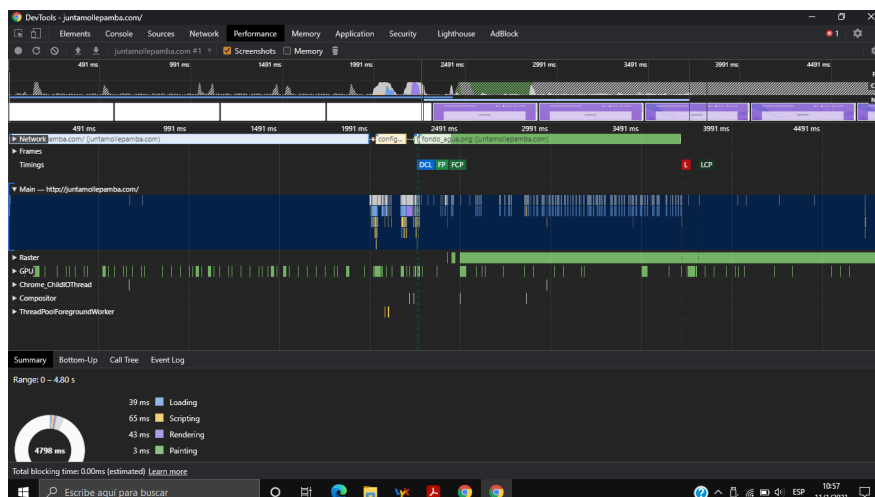 DevTools - juntamollepamba.com/
Elements Console Sources Network Performance Memory Application Security Lighthouse AdBlock 1
juntamollepamba.com #1 Screenshots Memory
491 ms 991 ms 1491 ms 1991 ms 2491 ms 2991 ms 3491 ms 3991 ms 4491 ms
491 ms 991 ms 1491 ms 1991 ms 2491 ms 2991 ms 3491 ms 3991 ms 4491 ms
Network amba.com/ (juntamollepamba.com) config... fondo_agua.png (juntamollepamba.com)
Frames
Timings DCL FP FCP L LCP
Main — http://juntamollepamba.com/
Raster
GPU
Chrome_ChildIOThread
Compositor
ThreadPoolForegroundWorker
Summary Bottom-Up Call Tree Event Log
Range: 0 – 4.80 s
39 ms Loading
65 ms Scripting
43 ms Rendering
4798 ms 3 ms Painting
Total blocking time: 0.00ms (estimated) Learn more
Escribe aquí para buscar ESP 10:57